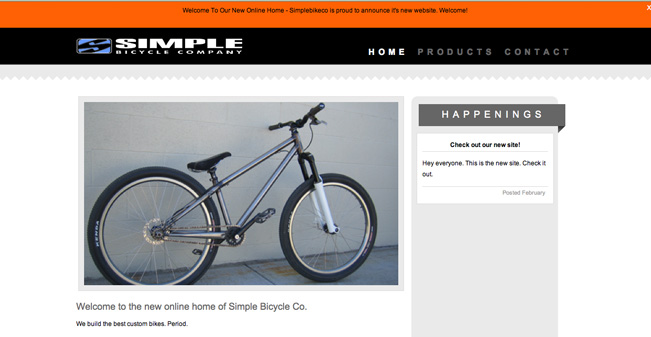 Welcome To Our New Online Home - Simplebikeco is proud to announce it's new website. Welcome!
X
SIMPLE
BICYCLE COMPANY
HOME PRODUCTS CONTACT
HAPPENINGS
Check out our new site!
Hey everyone. This is the new site. Check it
out.
Posted February
Welcome to the new online home of Simple Bicycle Co.
We build the best custom bikes. Period.